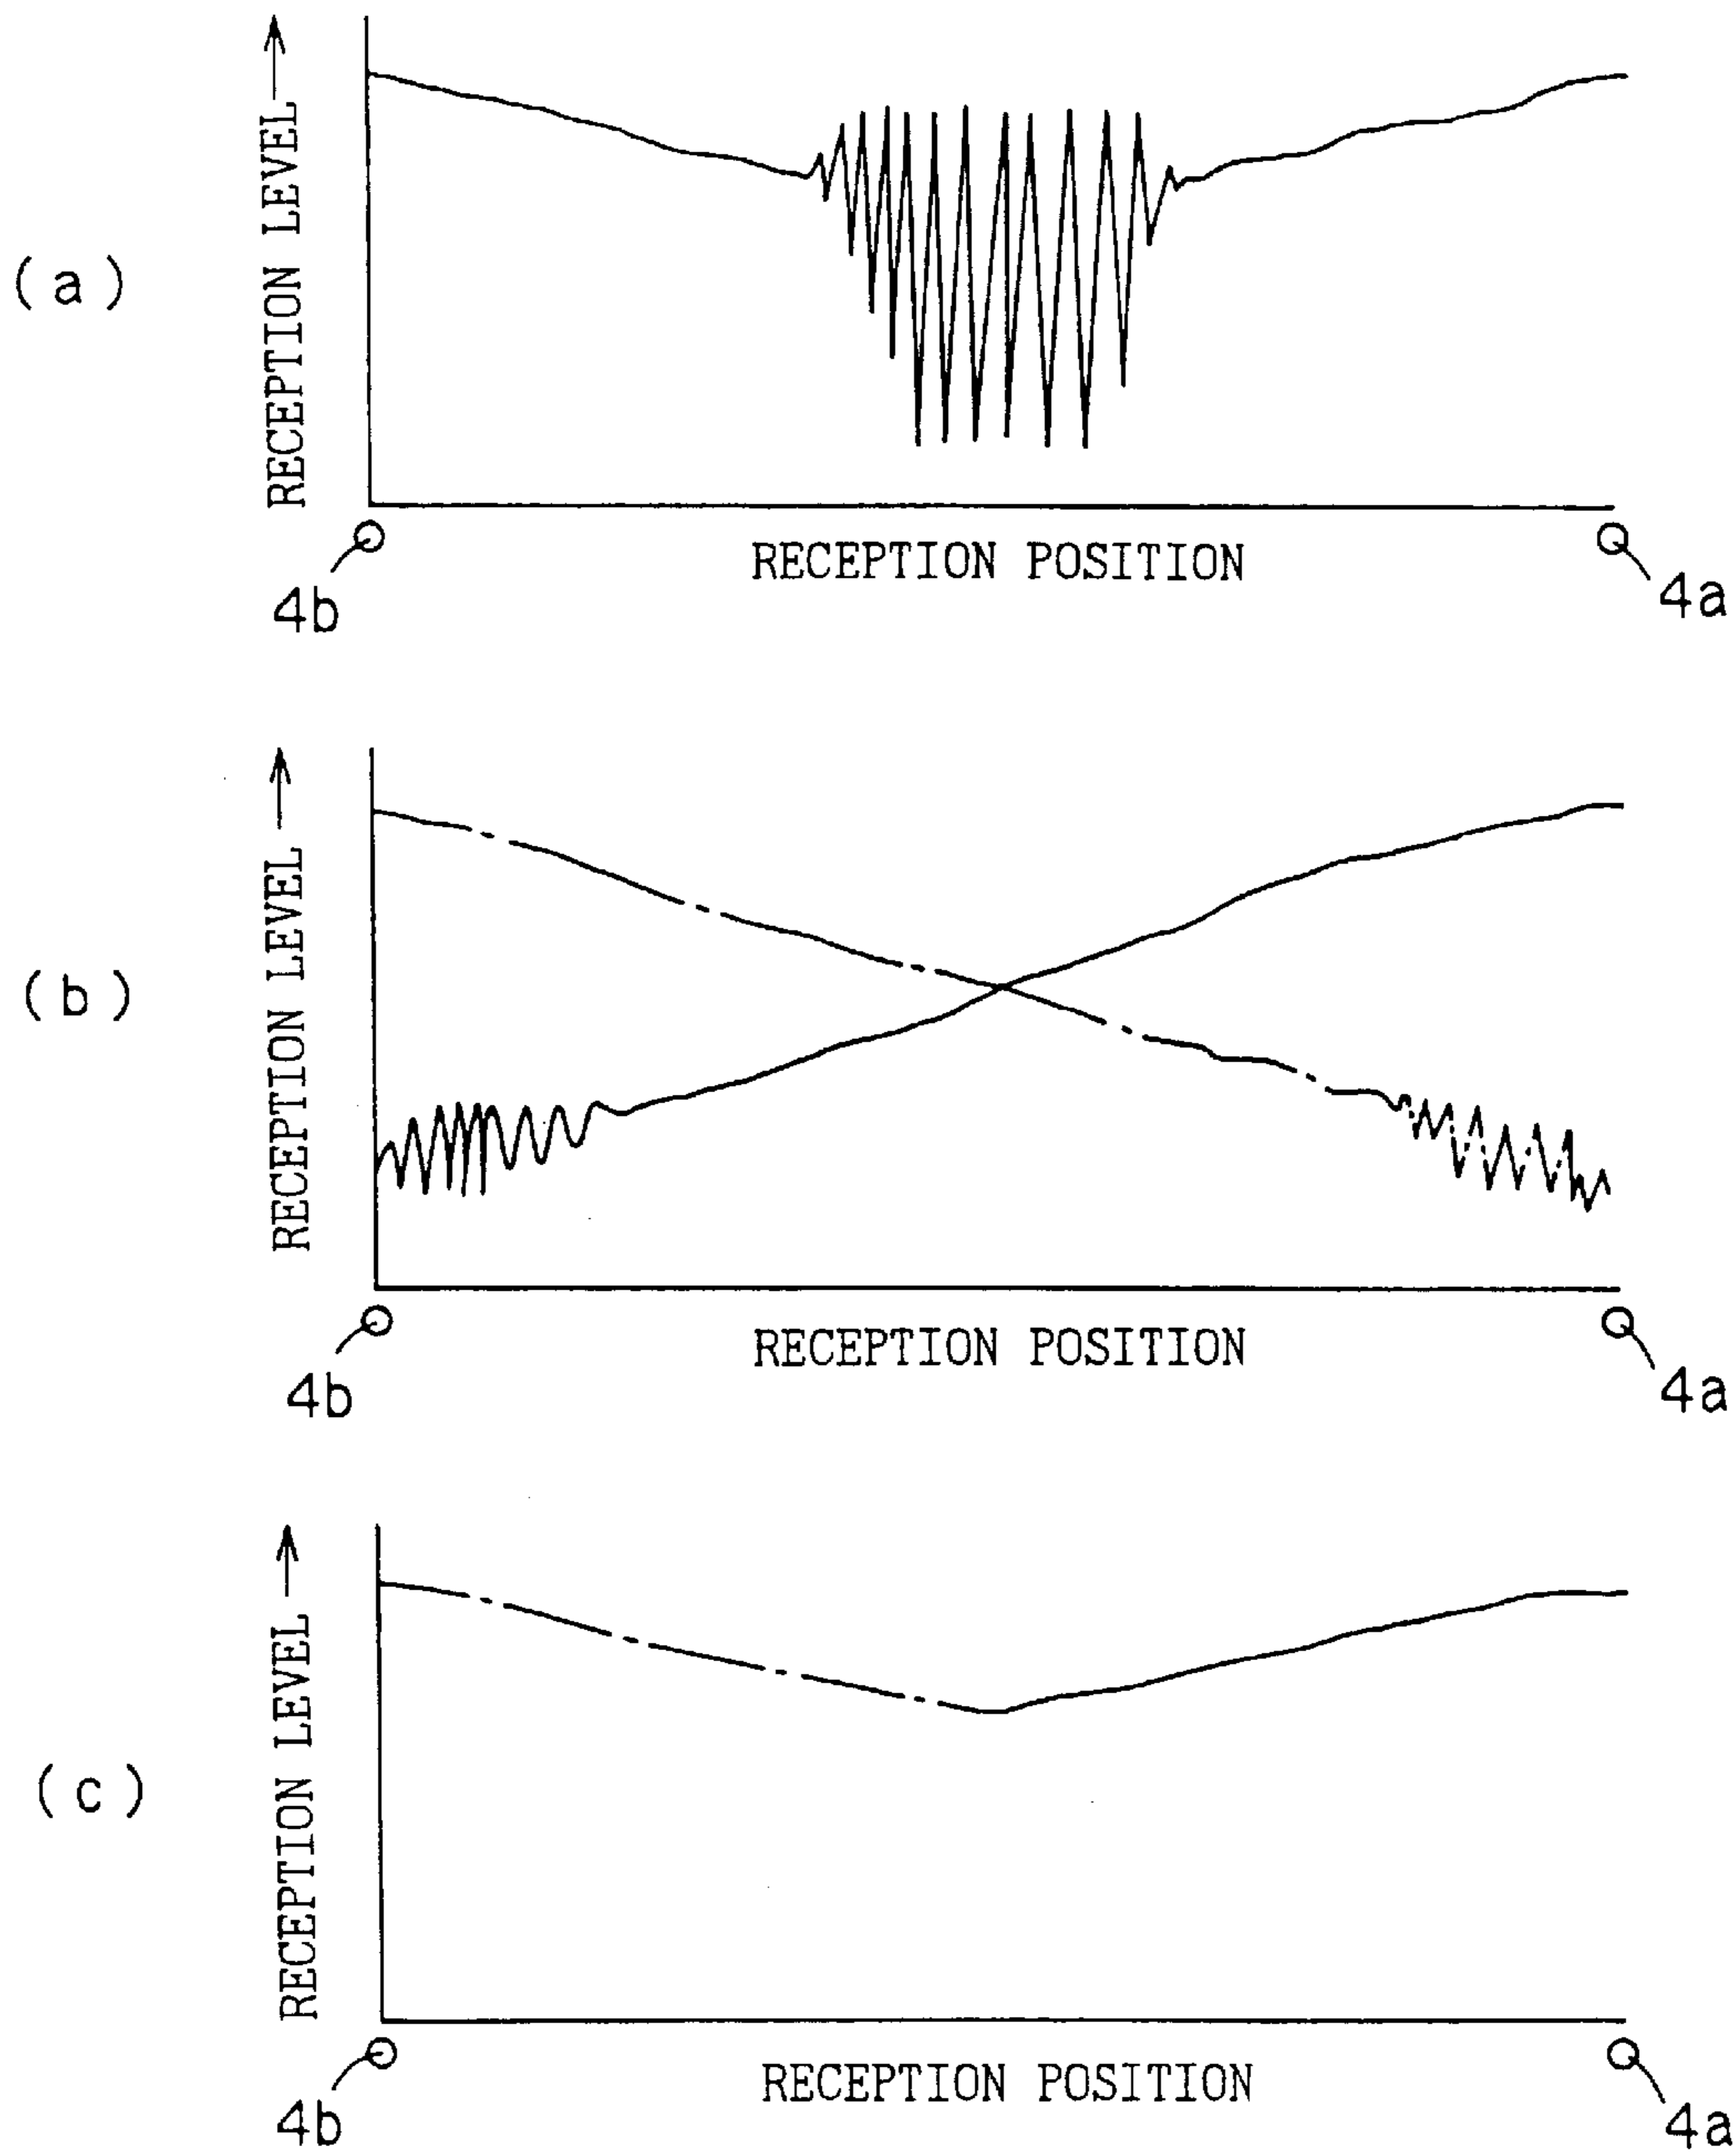 (a)
RECEPTION LEVEL
4b
RECEPTION POSITION
4a
(b)
RECEPTION LEVEL
4b
RECEPTION POSITION
4a
(c)
RECEPTION LEVEL
4b
RECEPTION POSITION
4a